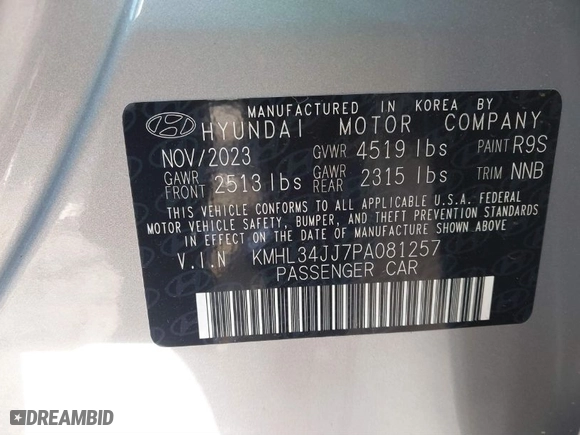 MANUFACTURED IN KOREA BY
HYUNDAI MOTOR COMPANY
NOV/2023 GVWR 4519 lbs PAINT R9S
GAWR FRONT 2513 lbs GAWR REAR 2315 lbs TRIM NNB
THIS VEHICLE CONFORMS TO ALL APPLICABLE U.S.A. FEDERAL
MOTOR VEHICLE SAFETY, BUMPER, AND THEFT PREVENTION STANDARDS
IN EFFECT ON THE DATE OF MANUFACTURE SHOWN ABOVE.
V.I.N KMHL34JJ7PA081257
PASSENGER CAR
DREAMBID